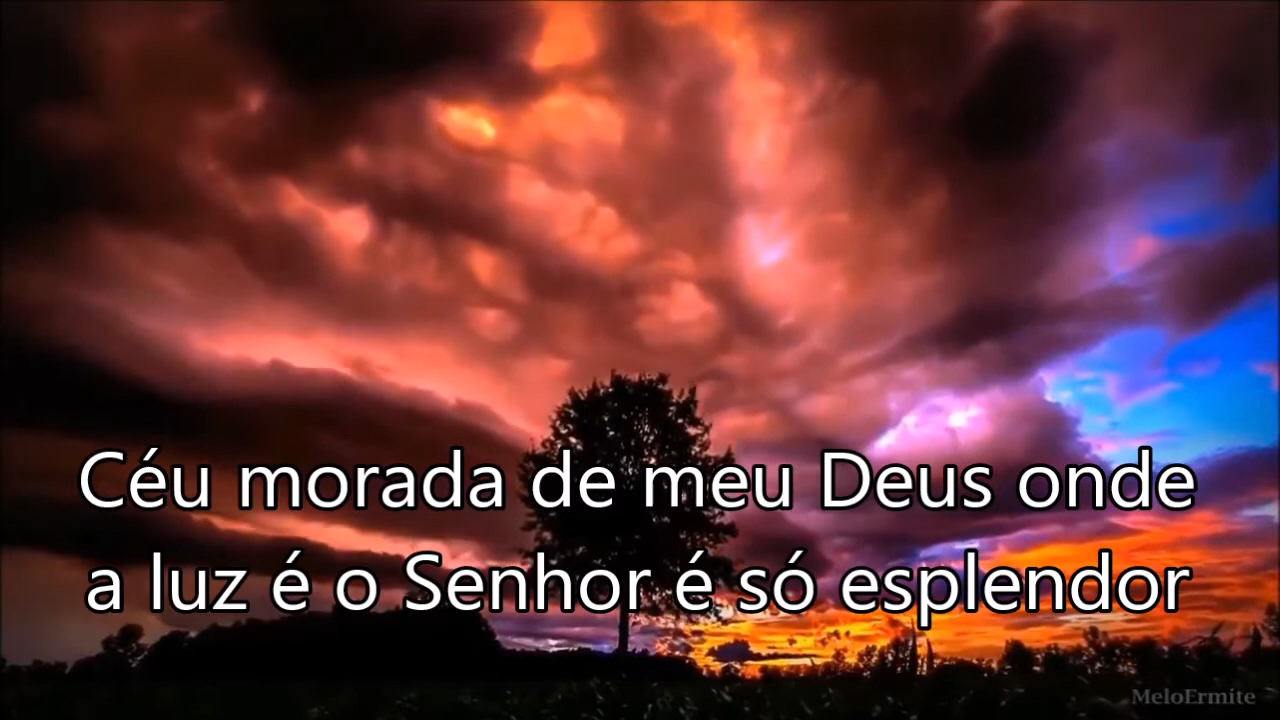 Céu morada de meu Deus onde
a luz é o Senhor é só esplendor
MeloErmite